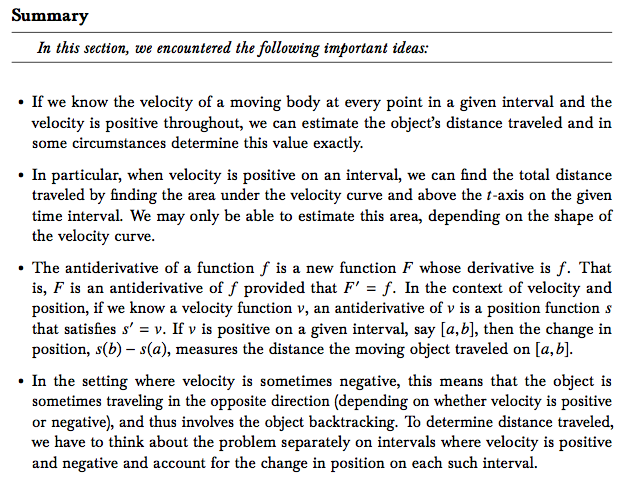 Summary
In this section, we encountered the following important ideas:
• If we know the velocity of a moving body at every point in a given interval and the
velocity is positive throughout, we can estimate the object's distance traveled and in
some circumstances determine this value exactly.
• In particular, when velocity is positive on an interval, we can find the total distance
traveled by finding the area under the velocity curve and above the t-axis on the given
time interval. We may only be able to estimate this area, depending on the shape of
the velocity curve.
• The antiderivative of a function f is a new function F whose derivative is f. That
is, F is an antiderivative of f provided that F′ = f. In the context of velocity and
position, if we know a velocity function v, an antiderivative of v is a position function s
that satisfies s′ = v. If v is positive on a given interval, say [a, b], then the change in
position, s(b) − s(a), measures the distance the moving object traveled on [a, b].
• In the setting where velocity is sometimes negative, this means that the object is
sometimes traveling in the opposite direction (depending on whether velocity is positive
or negative), and thus involves the object backtracking. To determine distance traveled,
we have to think about the problem separately on intervals where velocity is positive
and negative and account for the change in position on each such interval.